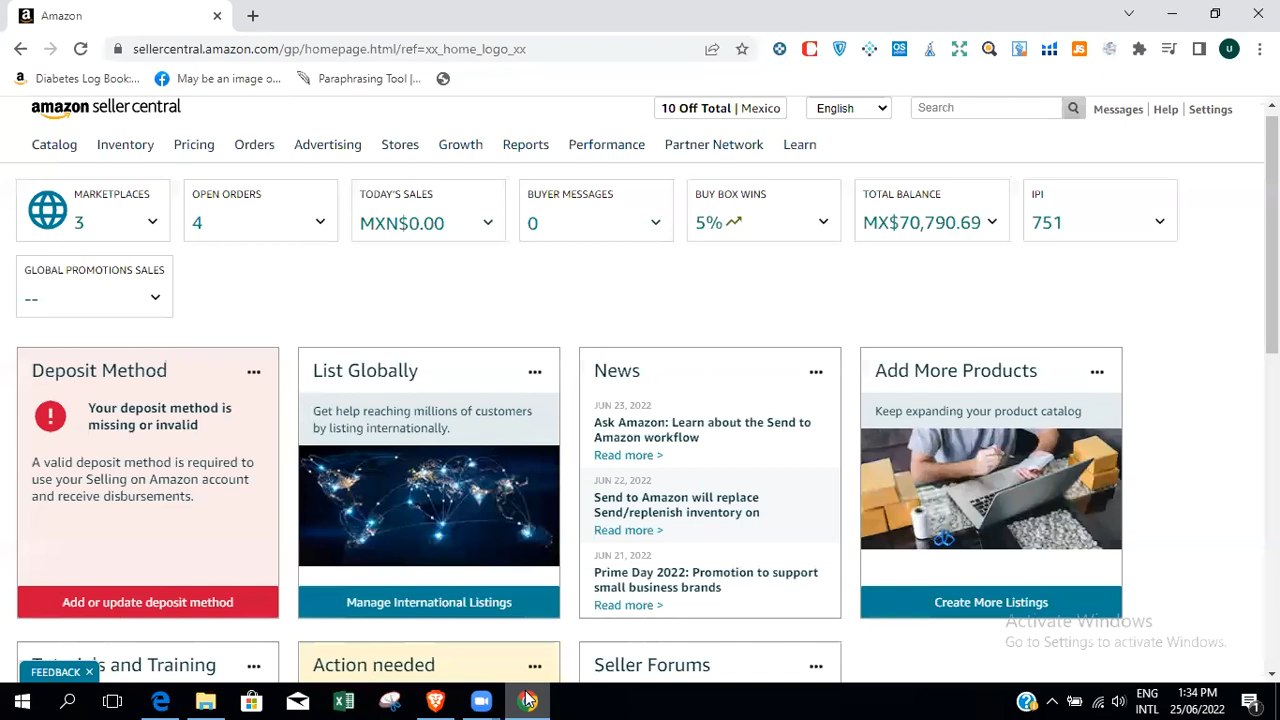 Amazon
sellercentral.amazon.com/gp/homepage.html/ref=xx_home_logo_xx
Diabetes Log Book:...
May be an image o...
Paraphrasing Tool |...
amazon seller central
10 Off Total | Mexico
English
Search
Messages | Help | Settings
Catalog Inventory Pricing Orders Advertising Stores Growth Reports Performance Partner Network Learn
MARKETPLACES
3
OPEN ORDERS
4
TODAY'S SALES
MXN$0.00
BUYER MESSAGES
0
BUY BOX WINS
5%
TOTAL BALANCE
MX$70,790.69
IPI
751
GLOBAL PROMOTIONS SALES
--
Deposit Method
Your deposit method is
missing or invalid
A valid deposit method is required to
use your Selling on Amazon account
and receive disbursements.
Add or update deposit method
List Globally
Get help reaching millions of customers
by listing internationally.
Manage International Listings
News
JUN 23, 2022
Ask Amazon: Learn about the Send to
Amazon workflow
Read more >
JUN 22, 2022
Send to Amazon will replace
Send/replenish inventory on
Read more >
JUN 21, 2022
Prime Day 2022: Promotion to support
small business brands
Read more >
Add More Products
Keep expanding your product catalog
Create More Listings
Activate Windows
Go to Settings to activate Windows.
Tutorials and Training
Action needed
Seller Forums
FEEDBACK
ENG
INTL
1:34 PM
25/06/2022